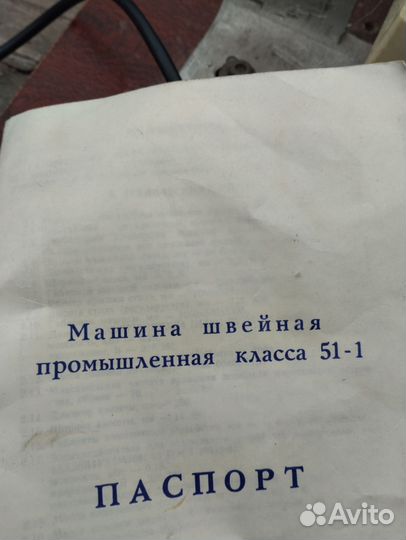 Машина швейная
промышленная класса 51-1
ПАСПОРТ
Avito